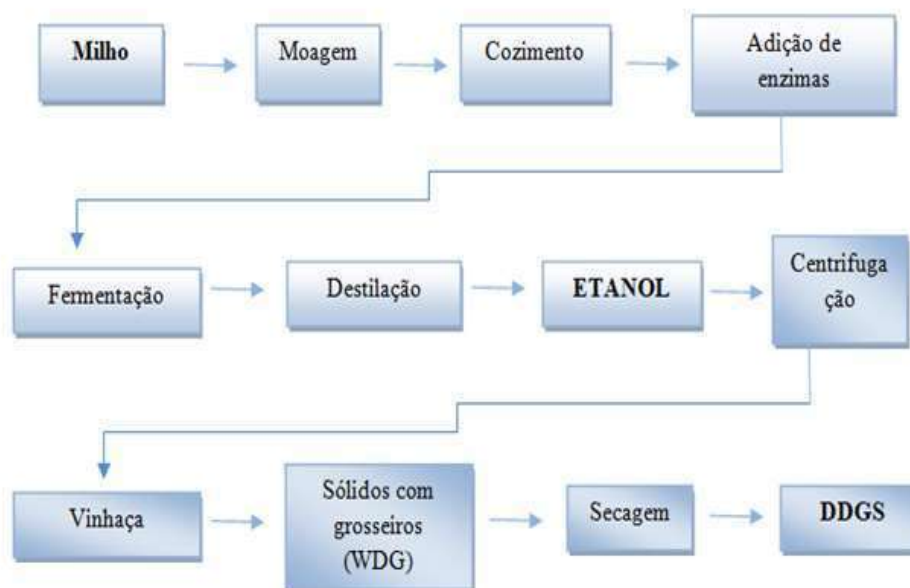 Milho
Moagem
Cozimento
Adição de
enzimas
Fermentação
Destilação
ETANOL
Centrifuga
ção
Vinhaça
Sólidos com
grosseiros
(WDG)
Secagem
DDGS